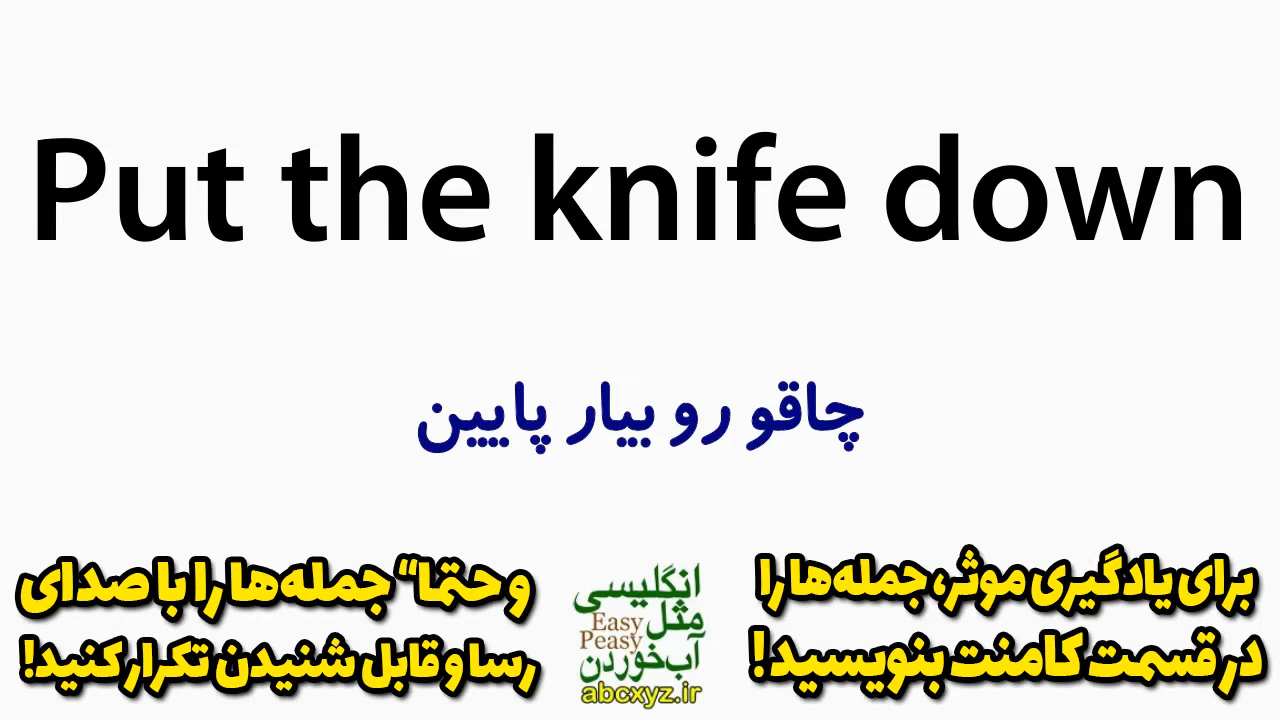 Put the knife down
چاقو رو بیار پایین
برای یادگیری موثر، جمله‌ها را
در قسمت کامنت بنویسید!
و حتما" جمله‌ها را با صدای
رسا و قابل شنیدن تکرار کنید!
انگلیسی
مثل
Easy
Peasy
آب خوردن
abcxyz.ir